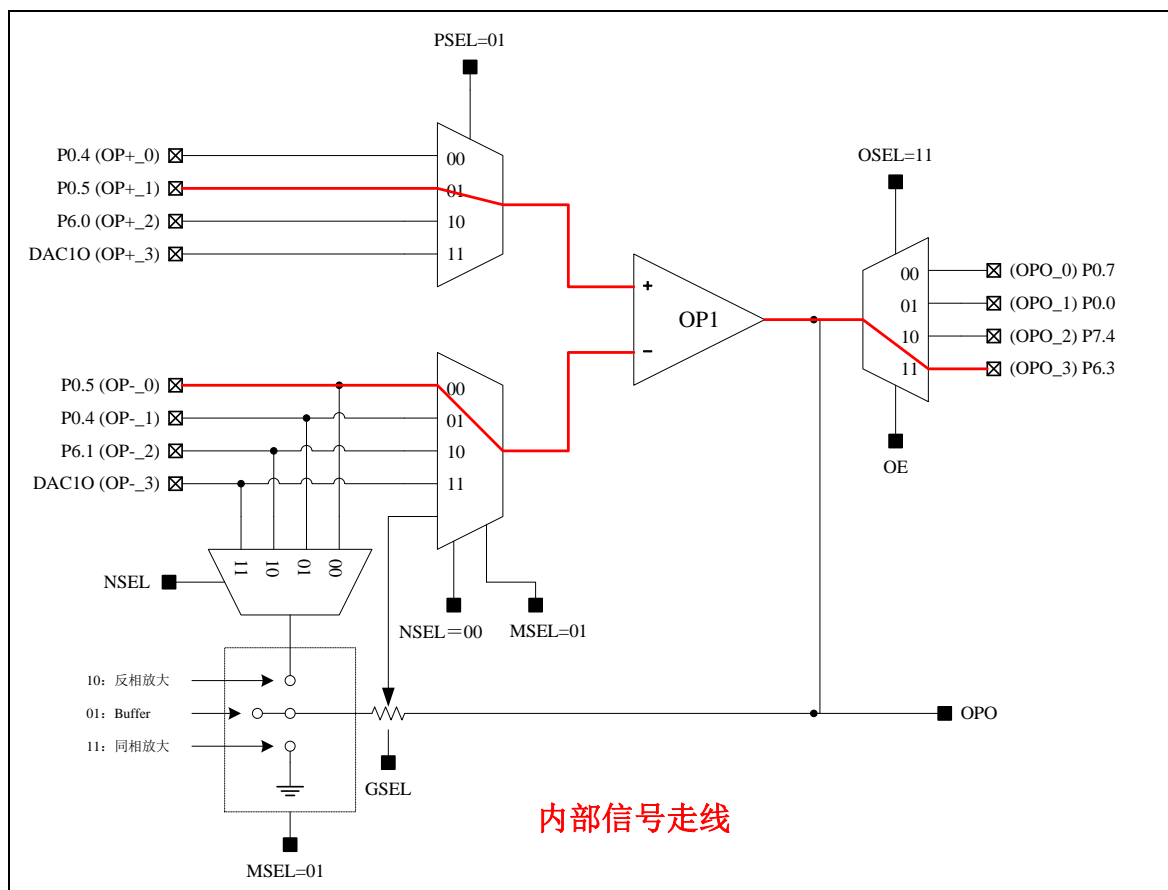 PSEL=01
P0.4 (OP+_0)
P0.5 (OP+_1)
P6.0 (OP+_2)
DAC1O (OP+_3)
00
01
10
11
OSEL=11
00
01
10
11
(OPO_0) P0.7
(OPO_1) P0.0
(OPO_2) P7.4
(OPO_3) P6.3
OE
+
OP1
−
P0.5 (OP-_0)
P0.4 (OP-_1)
P6.1 (OP-_2)
DAC1O (OP-_3)
00
01
10
11
NSEL
11
10
01
00
NSEL＝00
MSEL=01
10：反相放大
01：Buffer
11：同相放大
GSEL
OPO
MSEL=01
内部信号走线